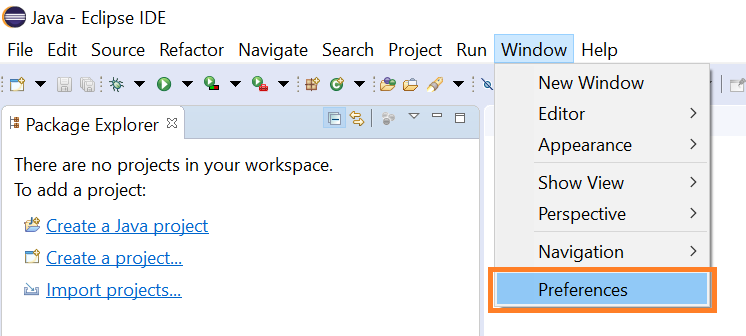 Java - Eclipse IDE
File Edit Source Refactor Navigate Search Project Run Window Help
Package Explorer
There are no projects in your workspace.
To add a project:
Create a Java project
Create a project...
Import projects...
New Window
Editor
Appearance
Show View
Perspective
Navigation
Preferences